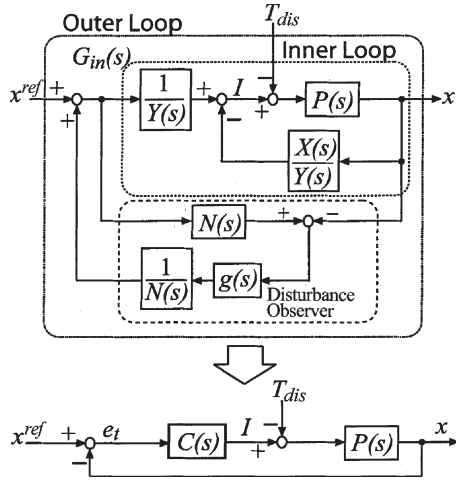 Outer Loop
T_dis
G_in(s)
Inner Loop
x^ref + + − I − + P(s) x
1/Y(s)
+
X(s)/Y(s)
N(s) + −
1/N(s) g(s)
Disturbance
Observer
T_dis
x^ref + e_t C(s) I − + P(s) x
−